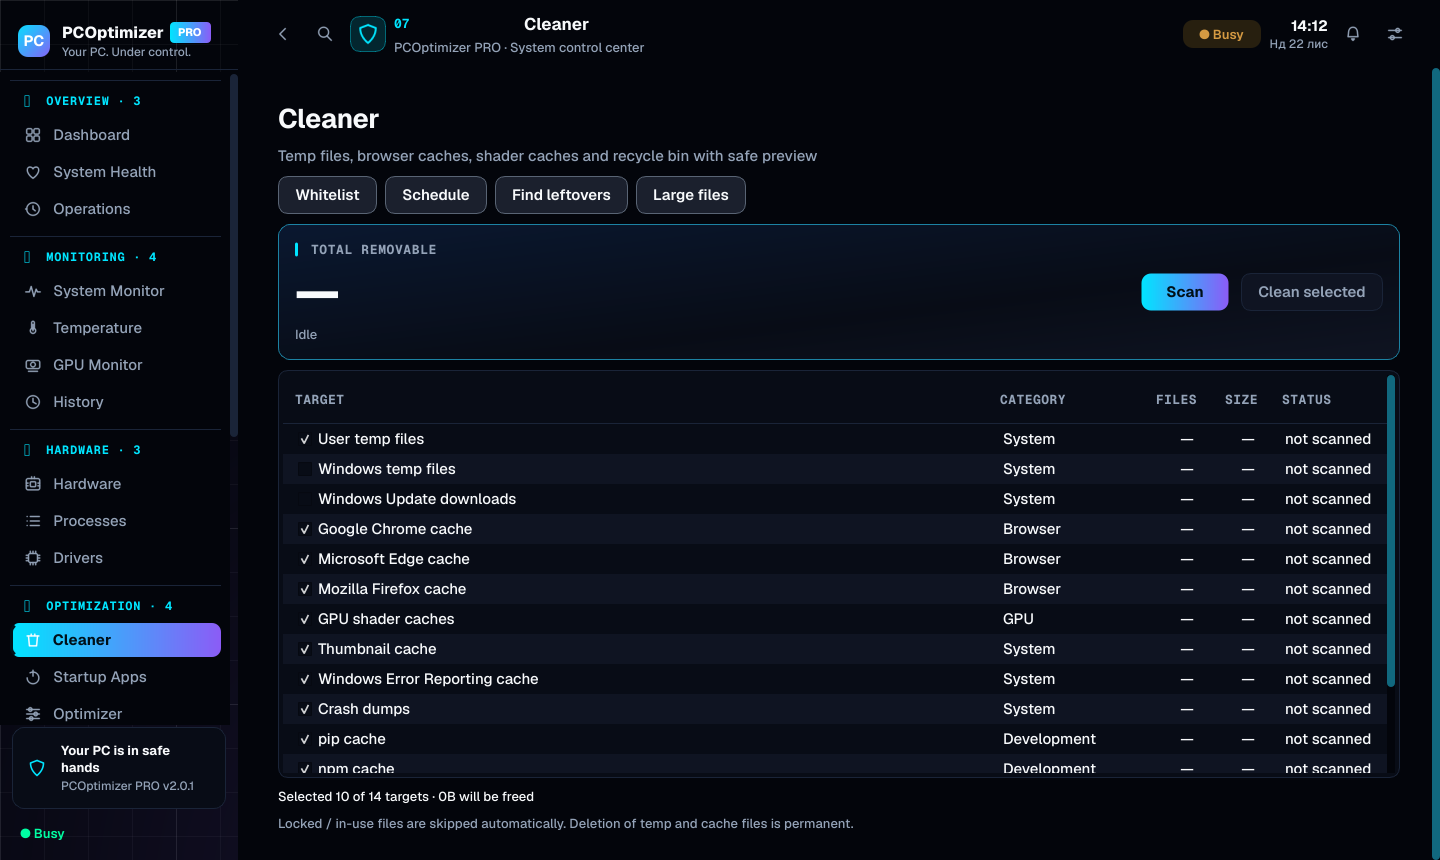 PC
PCOptimizer PRO
Your PC. Under control.
OVERVIEW · 3
Dashboard
System Health
Operations
MONITORING · 4
System Monitor
Temperature
GPU Monitor
History
HARDWARE · 3
Hardware
Processes
Drivers
OPTIMIZATION · 4
Cleaner
Startup Apps
Optimizer
Your PC is in safe
hands
PCOptimizer PRO v2.0.1
Busy
07 Cleaner
PCOptimizer PRO · System control center
Busy
14:12
Нд 22 лис
Cleaner
Temp files, browser caches, shader caches and recycle bin with safe preview
Whitelist Schedule Find leftovers Large files
TOTAL REMOVABLE
—
Scan Clean selected
Idle
TARGET CATEGORY FILES SIZE STATUS
✓ User temp files System — — not scanned
Windows temp files System — — not scanned
Windows Update downloads System — — not scanned
✓ Google Chrome cache Browser — — not scanned
✓ Microsoft Edge cache Browser — — not scanned
✓ Mozilla Firefox cache Browser — — not scanned
✓ GPU shader caches GPU — — not scanned
✓ Thumbnail cache System — — not scanned
✓ Windows Error Reporting cache System — — not scanned
✓ Crash dumps System — — not scanned
✓ pip cache Development — — not scanned
✓ npm cache Development — — not scanned
Selected 10 of 14 targets · 0B will be freed
Locked / in-use files are skipped automatically. Deletion of temp and cache files is permanent.